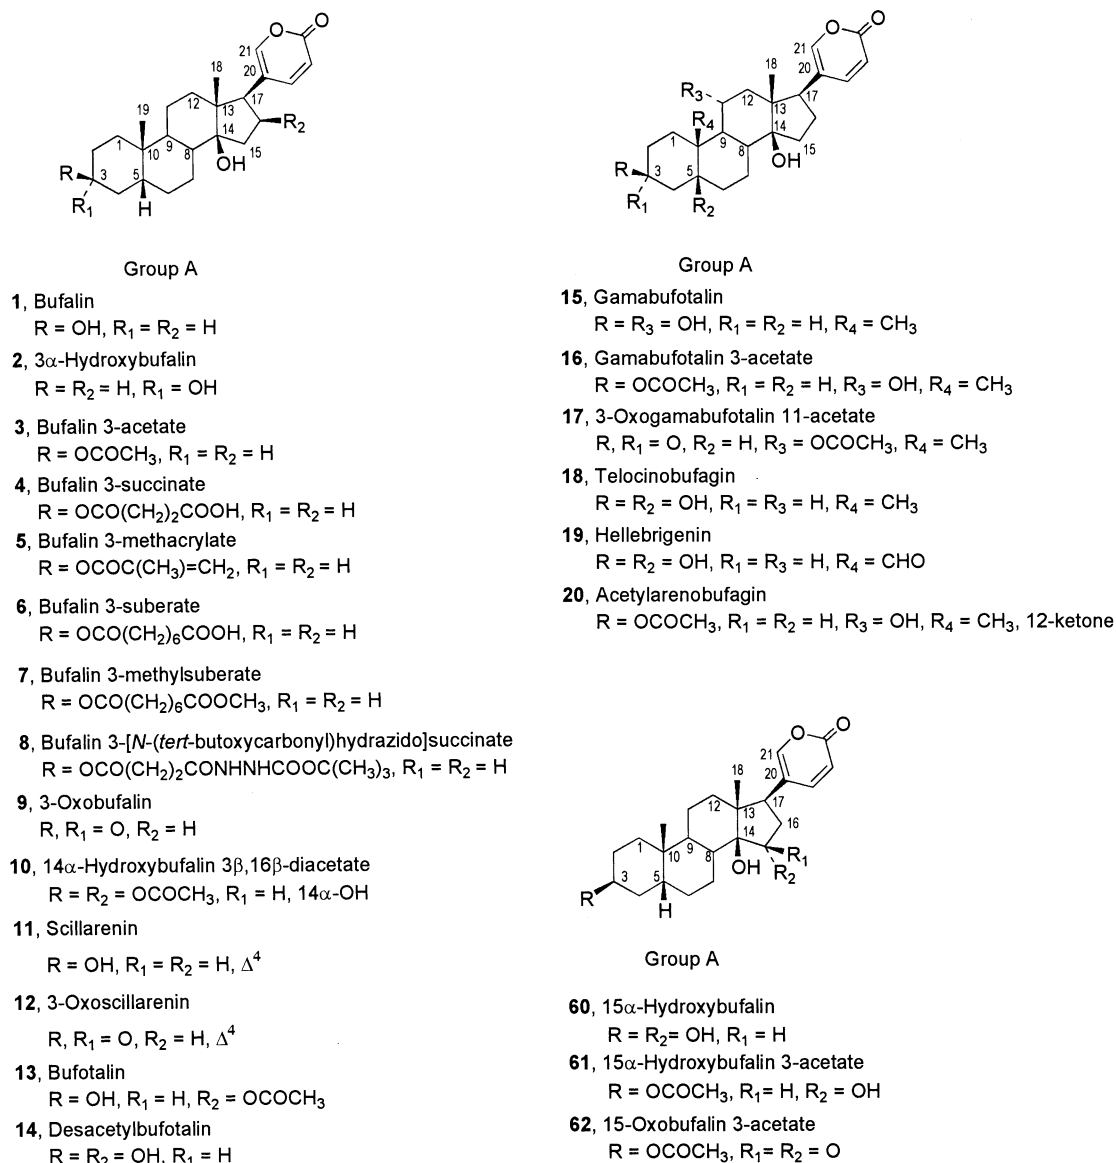 O
O
21
18
20
17
12
19
13
R2
14
1
9
16
10
8
OH
15
R
3
5
R1
H
Group A
1, Bufalin
R = OH, R1 = R2 = H
2, 3α-Hydroxybufalin
R = R2 = H, R1 = OH
3, Bufalin 3-acetate
R = OCOCH3, R1 = R2 = H
4, Bufalin 3-succinate
R = OCO(CH2)2COOH, R1 = R2 = H
5, Bufalin 3-methacrylate
R = OCOC(CH3)=CH2, R1 = R2 = H
6, Bufalin 3-suberate
R = OCO(CH2)6COOH, R1 = R2 = H
7, Bufalin 3-methylsuberate
R = OCO(CH2)6COOCH3, R1 = R2 = H
8, Bufalin 3-[N-(tert-butoxycarbonyl)hydrazido]succinate
R = OCO(CH2)2CONHNHCOOC(CH3)3, R1 = R2 = H
9, 3-Oxobufalin
R, R1 = O, R2 = H
10, 14α-Hydroxybufalin 3β,16β-diacetate
R = R2 = OCOCH3, R1 = H, 14α-OH
11, Scillarenin
R = OH, R1 = R2 = H, Δ4
12, 3-Oxoscillarenin
R, R1 = O, R2 = H, Δ4
13, Bufotalin
R = OH, R1 = H, R2 = OCOCH3
14, Desacetylbufotalin
R = R2 = OH, R1 = H
O
O
21
18
20
R3
12
17
R4
13
14
1
9
8
OH
15
R
3
5
R1
R2
Group A
15, Gamabufotalin
R = R3 = OH, R1 = R2 = H, R4 = CH3
16, Gamabufotalin 3-acetate
R = OCOCH3, R1 = R2 = H, R3 = OH, R4 = CH3
17, 3-Oxogamabufotalin 11-acetate
R, R1 = O, R2 = H, R3 = OCOCH3, R4 = CH3
18, Telocinobufagin
R = R2 = OH, R1 = R3 = H, R4 = CH3
19, Hellebrigenin
R = R2 = OH, R1 = R3 = H, R4 = CHO
20, Acetylarenobufagin
R = OCOCH3, R1 = R2 = H, R3 = OH, R4 = CH3, 12-ketone
O
O
21
18
20
17
12
13
16
14
1
9
10
8
OH
R1
R2
3
5
R
H
Group A
60, 15α-Hydroxybufalin
R = R2= OH, R1 = H
61, 15α-Hydroxybufalin 3-acetate
R = OCOCH3, R1= H, R2 = OH
62, 15-Oxobufalin 3-acetate
R = OCOCH3, R1= R2 = O